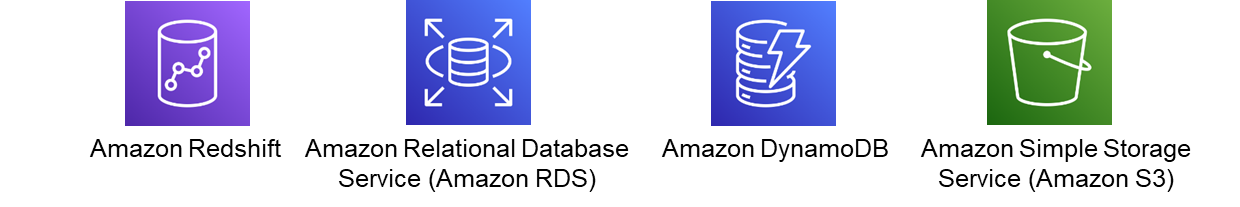 Amazon Redshift
Amazon Relational Database
Service (Amazon RDS)
Amazon DynamoDB
Amazon Simple Storage
Service (Amazon S3)